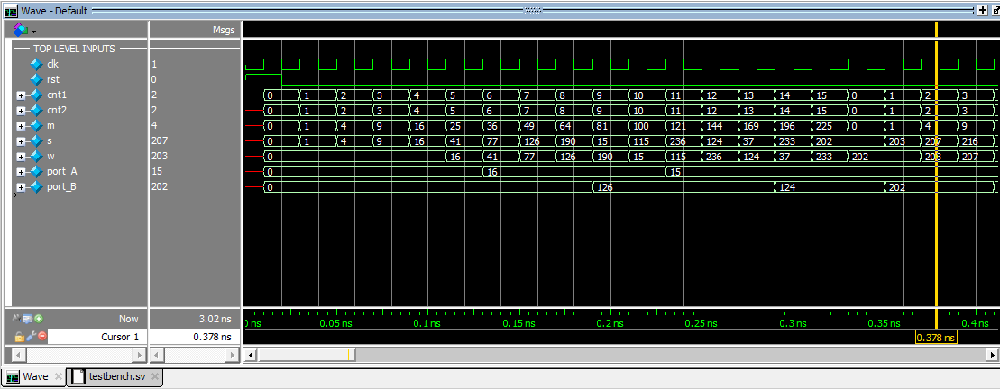 Wave - Default
Msgs
TOP LEVEL INPUTS
clk 1
rst 0
cnt1 2 0 1 2 3 4 5 6 7 8 9 10 11 12 13 14 15 0 1 2 3
cnt2 2 0 1 2 3 4 5 6 7 8 9 10 11 12 13 14 15 0 1 2 3
m 4 0 1 4 9 16 25 36 49 64 81 100 121 144 169 196 225 0 1 4 9
s 207 0 1 4 9 16 41 77 126 190 15 115 236 124 37 233 202 203 207 216
w 203 0 16 41 77 126 190 15 115 236 124 37 233 202 203 207
port_A 15 0 16 15
port_B 202 0 126 124 202
Now 3.02 ns 0 ns 0.05 ns 0.1 ns 0.15 ns 0.2 ns 0.25 ns 0.3 ns 0.35 ns 0.4 ns
Cursor 1 0.378 ns 0.378 ns
Wave testbench.sv